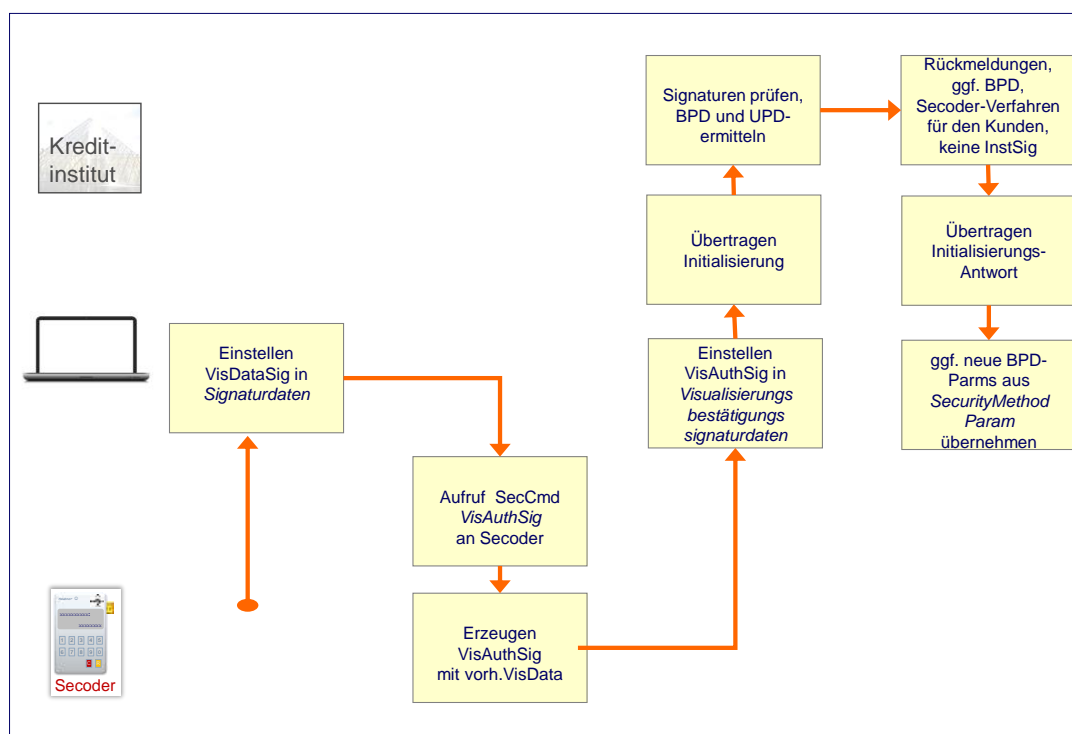 Kredit-
institut
Signaturen prüfen,
BPD und UPD-
ermitteln
Rückmeldungen,
ggf. BPD,
Secoder-Verfahren
für den Kunden,
keine InstSig
Übertragen
Initialisierung
Übertragen
Initialisierungs-
Antwort
Einstellen
VisDataSig in
Signaturdaten
Einstellen
VisAuthSig in
Visualisierungs
bestätigungs
signaturdaten
ggf. neue BPD-
Parms aus
SecurityMethod
Param
übernehmen
Aufruf SecCmd
VisAuthSig
an Secoder
Erzeugen
VisAuthSig
mit vorh.VisData
Secoder